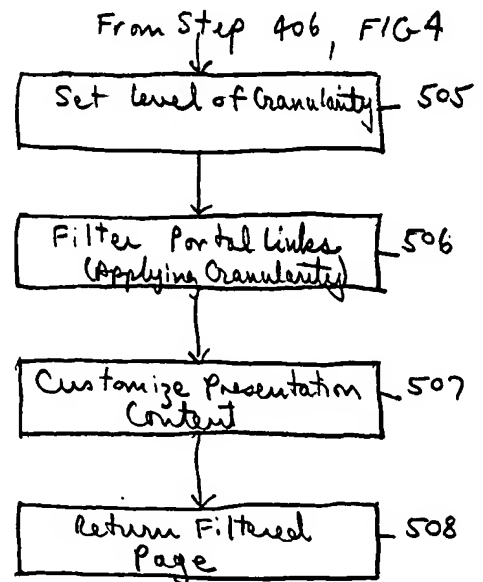 From Step 406, FIG 4
Set level of Granularity
505
Filter Portal Links
(Applying Granularity)
506
Customize Presentation
Content
507
Return Filtered
Page
508